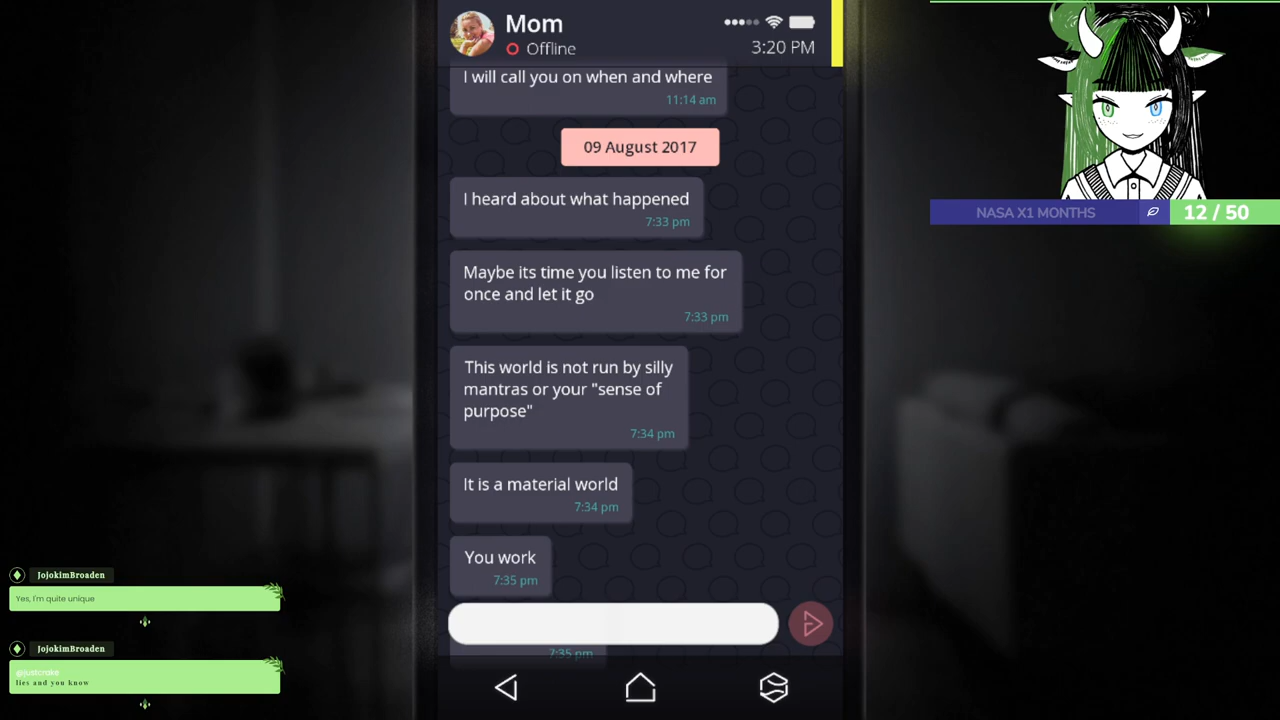 Mom
Offline
3:20 PM
I will call you on when and where
11:14 am
09 August 2017
I heard about what happened
7:33 pm
Maybe its time you listen to me for
once and let it go
7:33 pm
This world is not run by silly
mantras or your "sense of
purpose"
7:34 pm
It is a material world
7:34 pm
You work
7:35 pm
7:35 pm
NASA X1 MONTHS
12 / 50
JojokimBroaden
Yes, I'm quite unique
JojokimBroaden
@justcrake
lies and you know